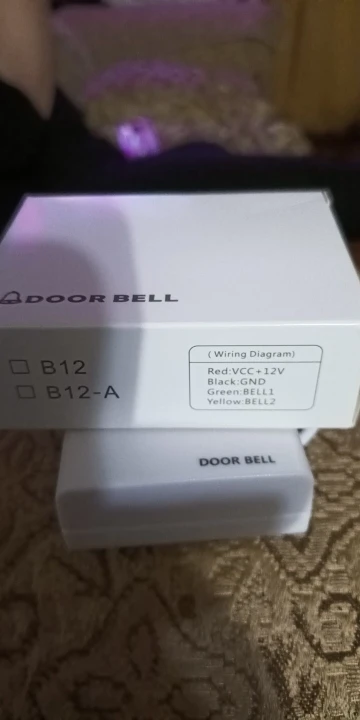 DOOR BELL
B12
B12-A
(Wiring Diagram)
Red:VCC+12V
Black:GND
Green:BELL1
Yellow:BELL2
DOOR BELL